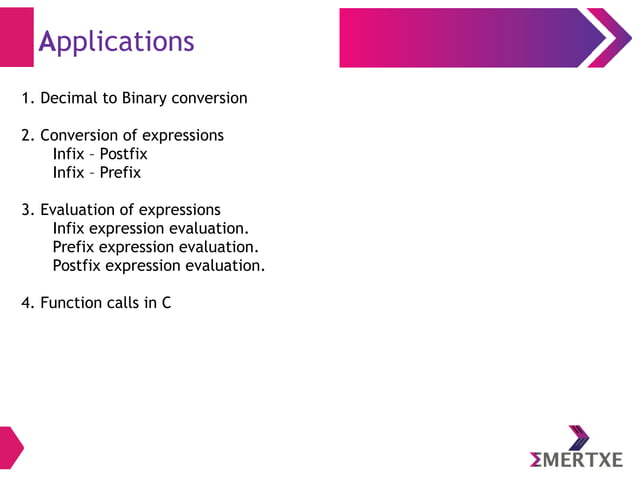 Applications
1. Decimal to Binary conversion
2. Conversion of expressions
Infix – Postfix
Infix – Prefix
3. Evaluation of expressions
Infix expression evaluation.
Prefix expression evaluation.
Postfix expression evaluation.
4. Function calls in C
EMERTXE